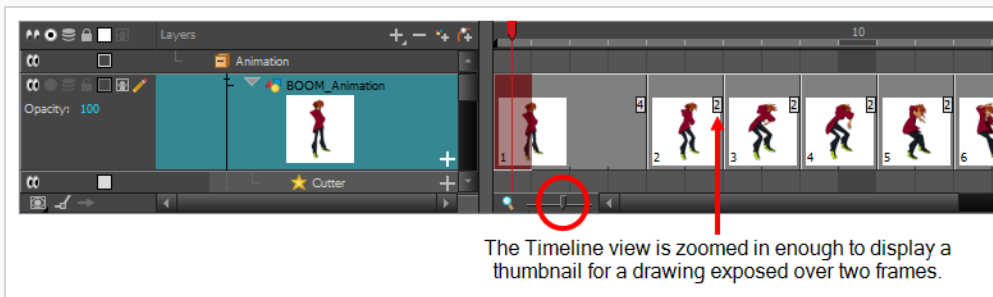 Layers
10
Animation
BOOM_Animation
Opacity: 100
4 2 2 2 2
1 2 3 4 5 6
Cutter
The Timeline view is zoomed in enough to display a
thumbnail for a drawing exposed over two frames.